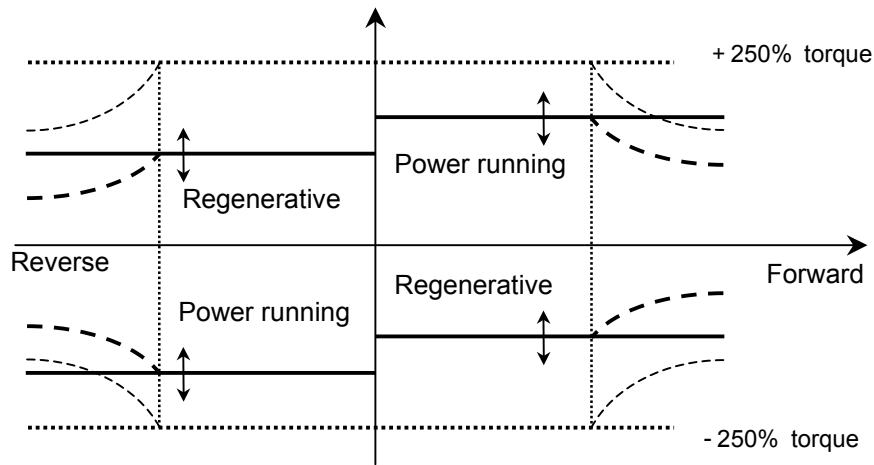 + 250% torque
Power running
Regenerative
Reverse
Forward
Regenerative
Power running
- 250% torque